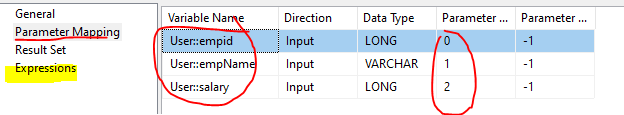 General
Parameter Mapping
Result Set
Expressions
Variable Name Direction Data Type Parameter ... Parameter ...
User::empid Input LONG 0 -1
User::empName Input VARCHAR 1 -1
User::salary Input LONG 2 -1